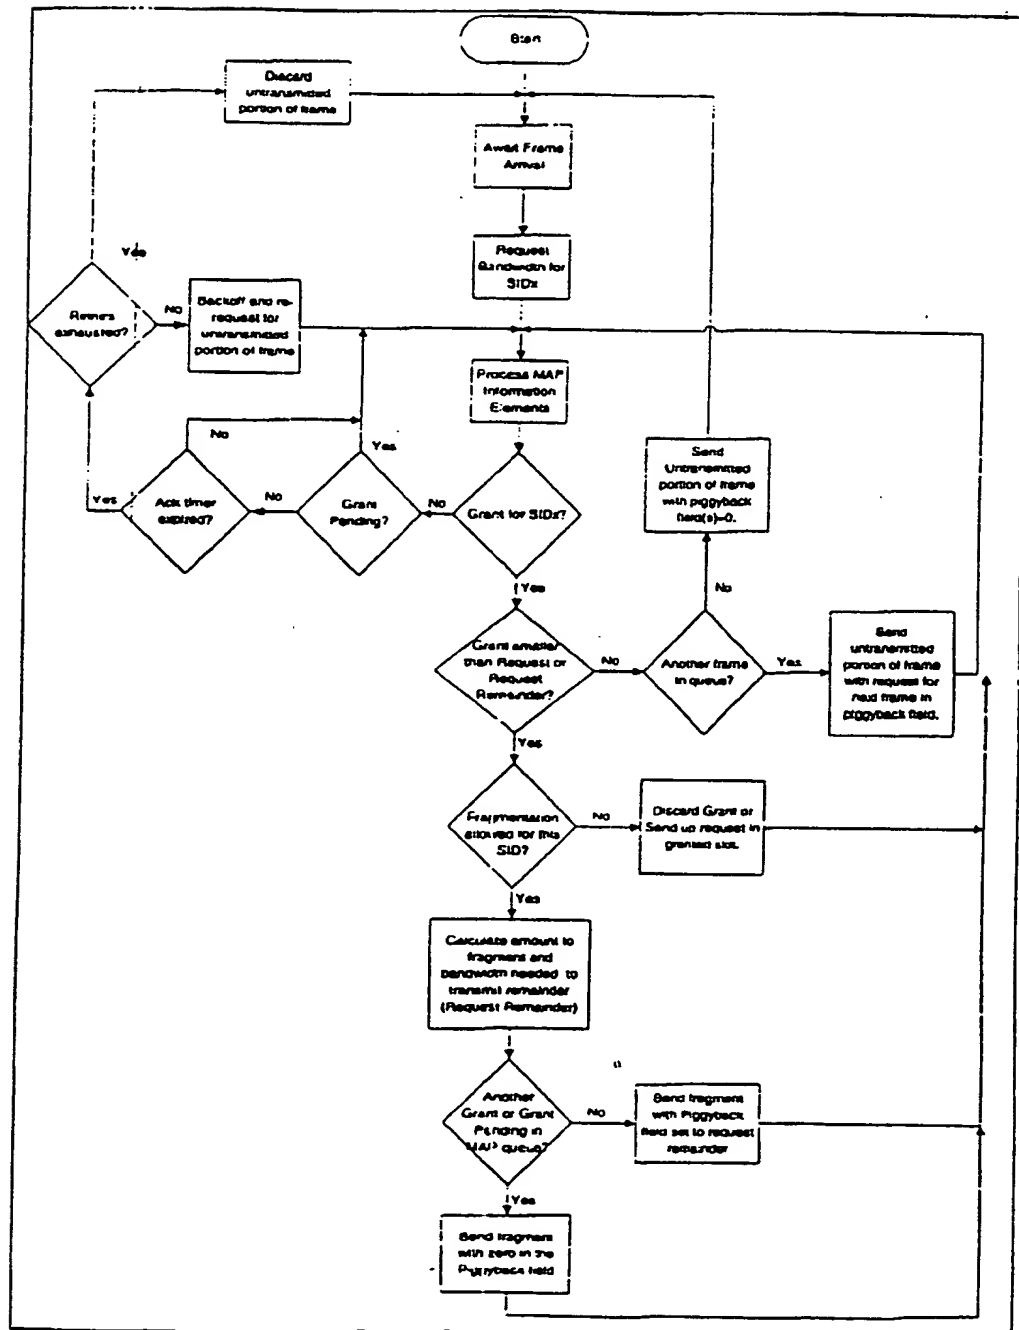 Start
Discard
untransmitted
portion of frame
Await Frame
Arrival
Request
Bandwidth for
SIDx
Yes
Retries
exhausted?
No
Backoff and re-
request for
untransmitted
portion of frame
Process MAP
Information
Elements
No
Yes
Send
Untransmitted
portion of frame
with piggyback
field(s)=0.
Yes
Ack timer
expired?
No
Grant
Pending?
No
Grant for SIDx?
Yes
No
Grant smaller
than Request or
Request
Remainder?
No
Another frame
in queue?
Yes
Send
untransmitted
portion of frame
with request for
next frame in
piggyback field.
Yes
Fragmentation
allowed for this
SID?
No
Discard Grant or
Send up request in
granted slot.
Yes
Calculate amount to
fragment and
bandwidth needed to
transmit remainder
(Request Remainder)
Another
Grant or Grant
Pending in
MAP queue?
No
Send fragment
with Piggyback
field set to request
remainder
Yes
Send fragment
with zero in the
Piggyback field